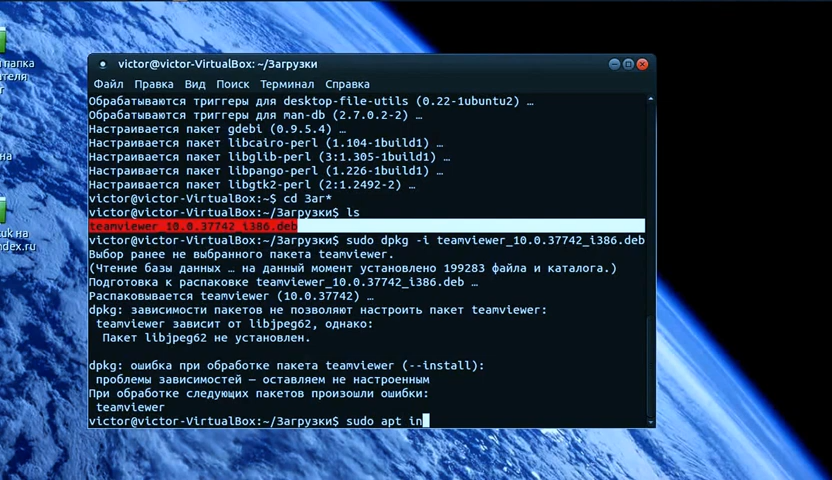 папка
ателя
на
uk на
ndex.ru
victor@victor-VirtualBox: ~/Загрузки
Файл Правка Вид Поиск Терминал Справка
Обрабатываются триггеры для desktop-file-utils (0.22-1ubuntu2) …
Обрабатываются триггеры для man-db (2.7.0.2-2) …
Настраивается пакет gdebi (0.9.5.4) …
Настраивается пакет libcairo-perl (1.104-1build1) …
Настраивается пакет libglib-perl (3:1.305-1build1) …
Настраивается пакет libpango-perl (1.226-1build1) …
Настраивается пакет libgtk2-perl (2:1.2492-2) …
victor@victor-VirtualBox:~$ cd Заг*
victor@victor-VirtualBox:~/Загрузки$ ls
teamviewer_10.0.37742_i386.deb
victor@victor-VirtualBox:~/Загрузки$ sudo dpkg -i teamviewer_10.0.37742_i386.deb
Выбор ранее не выбранного пакета teamviewer.
(Чтение базы данных … на данный момент установлено 199283 файла и каталога.)
Подготовка к распаковке teamviewer_10.0.37742_i386.deb …
Распаковывается teamviewer (10.0.37742) …
dpkg: зависимости пакетов не позволяют настроить пакет teamviewer:
teamviewer зависит от libjpeg62, однако:
Пакет libjpeg62 не установлен.
dpkg: ошибка при обработке пакета teamviewer (--install):
проблемы зависимостей — оставляем не настроенным
При обработке следующих пакетов произошли ошибки:
teamviewer
victor@victor-VirtualBox:~/Загрузки$ sudo apt in